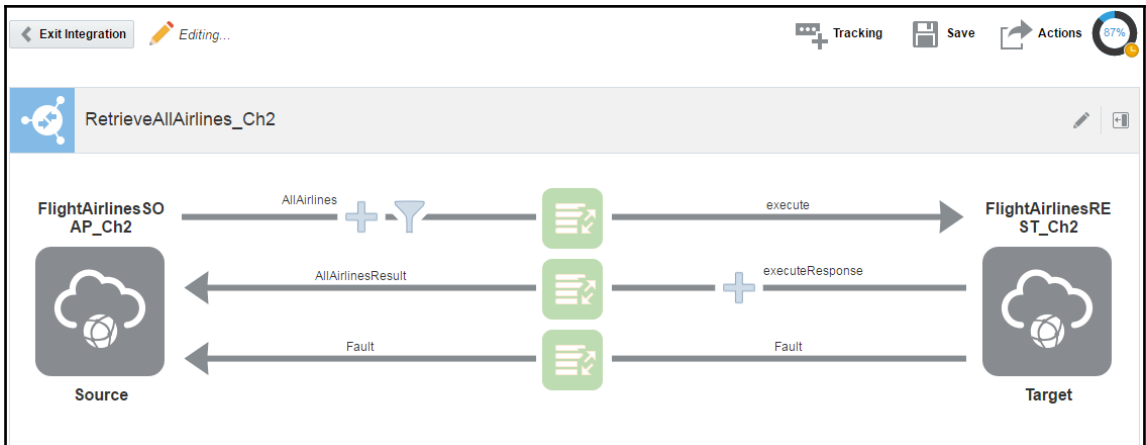 Exit Integration
Editing...
Tracking
Save
Actions
87%
RetrieveAllAirlines_Ch2
FlightAirlinesSO
AP_Ch2
AllAirlines
execute
FlightAirlinesRE
ST_Ch2
AllAirlinesResult
executeResponse
Fault
Fault
Source
Target